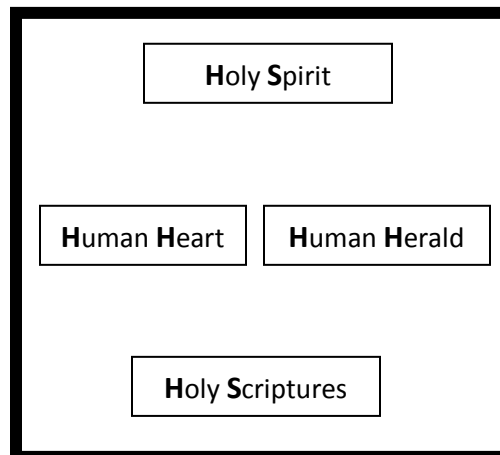 Holy Spirit
Human Heart
Human Herald
Holy Scriptures